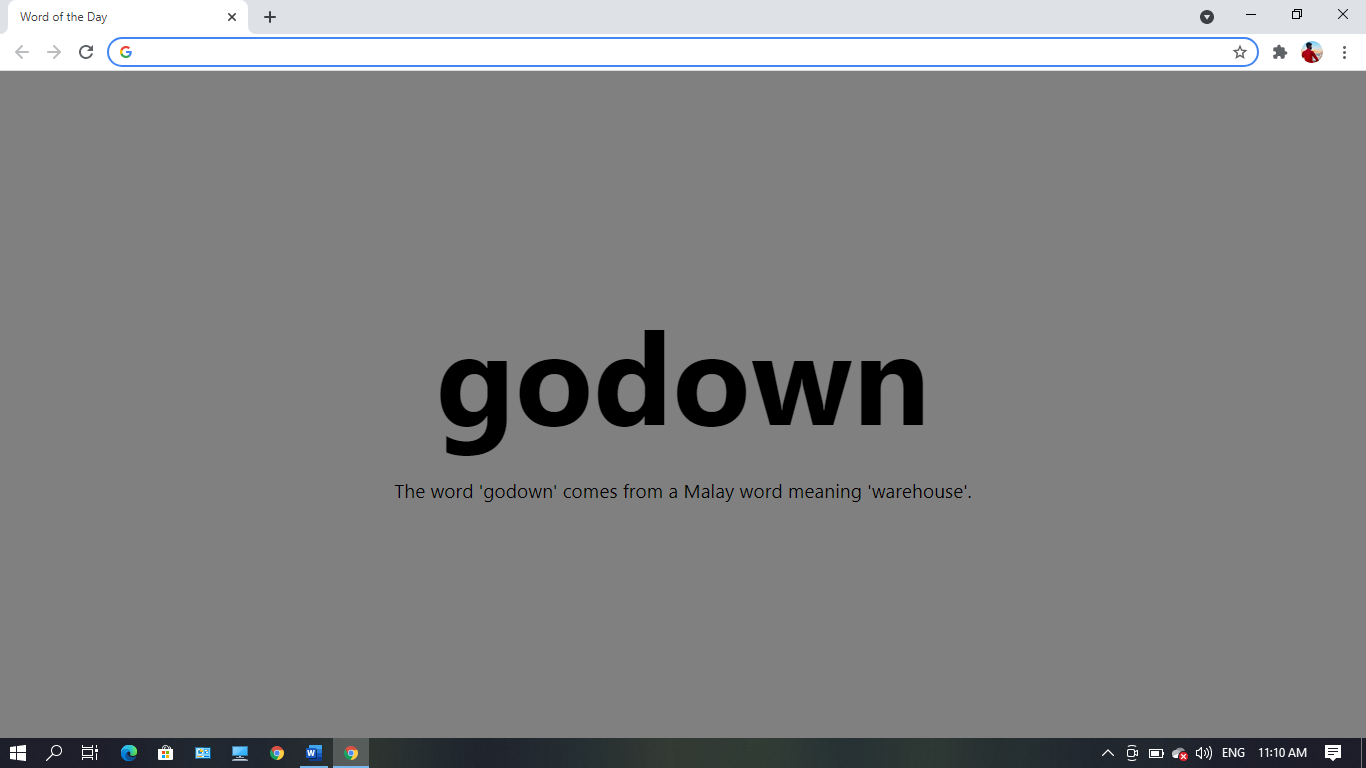 Word of the Day
godown
The word 'godown' comes from a Malay word meaning 'warehouse'.
ENG
11:10 AM